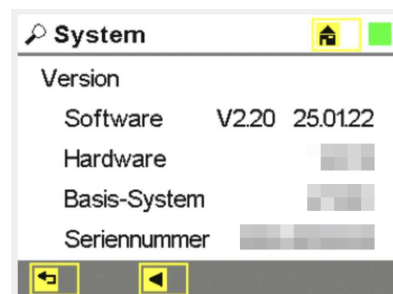 System
Version
Software V2.20 25.01.22
Hardware
Basis-System
Seriennummer